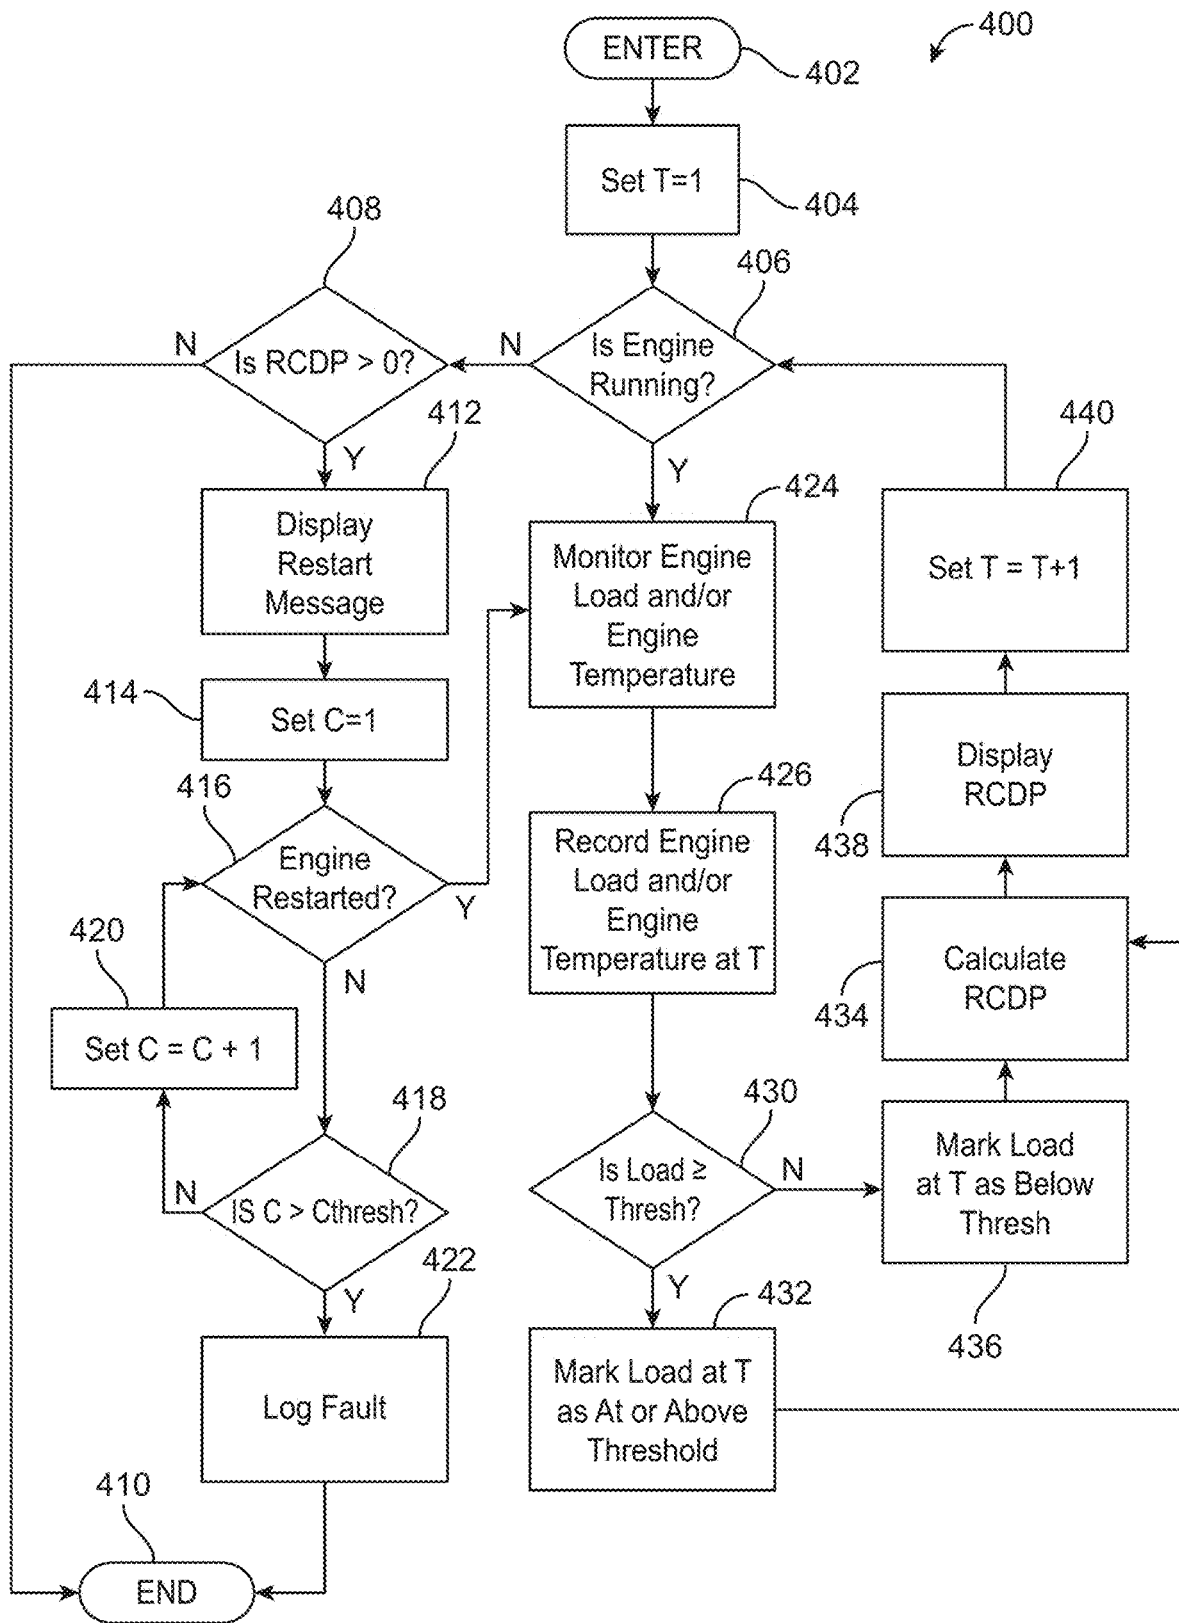 400
ENTER
402
Set T=1
404
408
406
N
Is RCDP > 0?
N
Is Engine
Running?
412
Y
Y
440
424
Display
Restart
Message
Monitor Engine
Load and/or
Engine
Temperature
Set T = T+1
414
Set C=1
416
426
Display
RCDP
438
Engine
Restarted?
Y
Record Engine
Load and/or
Engine
Temperature at T
420
N
Calculate
RCDP
434
Set C = C + 1
418
430
N
IS C > Cthresh?
Is Load ≥
Thresh?
N
Mark Load
at T as Below
Thresh
422
Y
Y
432
436
Log Fault
Mark Load at T
as At or Above
Threshold
410
END